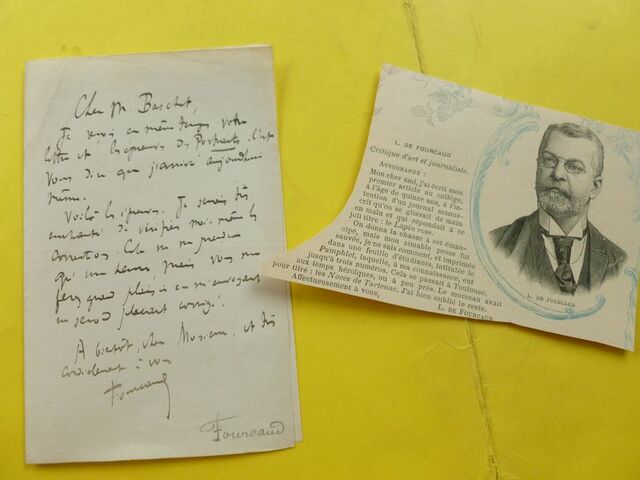 Cher M. Baschet,
Je reçois en même temps votre
lettre et les épreuves des Portraits. C'est
vous dire que j'arrive aujourd'hui
même.
Voilà les épreuves. Je serais très
enchanté de vérifier moi-même les
corrections. Cela ne me prendra
qu'une heure, mais vous me
ferez grand plaisir en m'envoyant
un second placard corrigé.
A bientôt, cher Monsieur, et très
cordialement à vous
Fourcaud
Fourcaud
L. DE FOURCAUD
Critique d'art et journaliste.
AUTOGRAPHE :
Mon cher ami, j'ai écrit mon
premier article au collège,
à l'âge de quinze ans, à l'in-
tention d'un journal manus-
crit qu'on se glissait de main
en main et qui répondait à ce
joli titre : le Lapin rose.
On donna la chasse à cet éman-
cipé, mais mon aimable prose fut
sauvée, je ne sais comment, et imprimée
dans une feuille d'étudiants, intitulée le
Pamphlet, laquelle, à ma connaissance, eut
jusqu'à trois numéros. Cela se passait à Toulouse,
aux temps héroïques, ou à peu près. Le morceau avait
pour titre : les Noces de Tartenac. J'ai bien oublié le reste.
Affectueusement à vous,
L. DE FOURCAUD
L. DE FOURCAUD